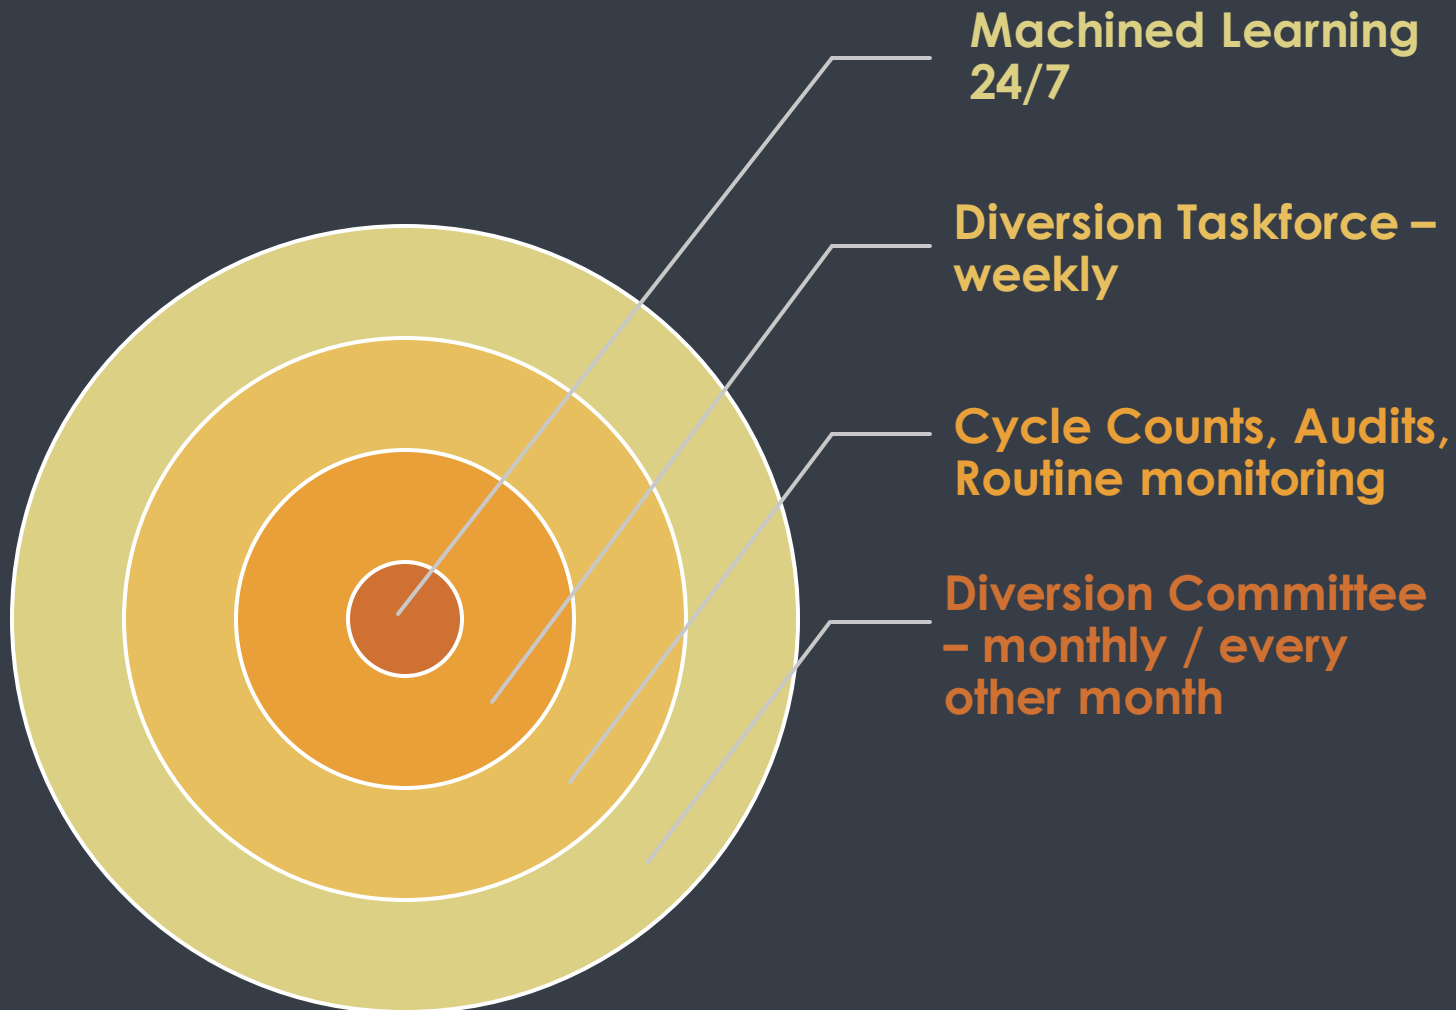 Machined Learning
24/7
Diversion Taskforce –
weekly
Cycle Counts, Audits,
Routine monitoring
Diversion Committee
– monthly / every
other month